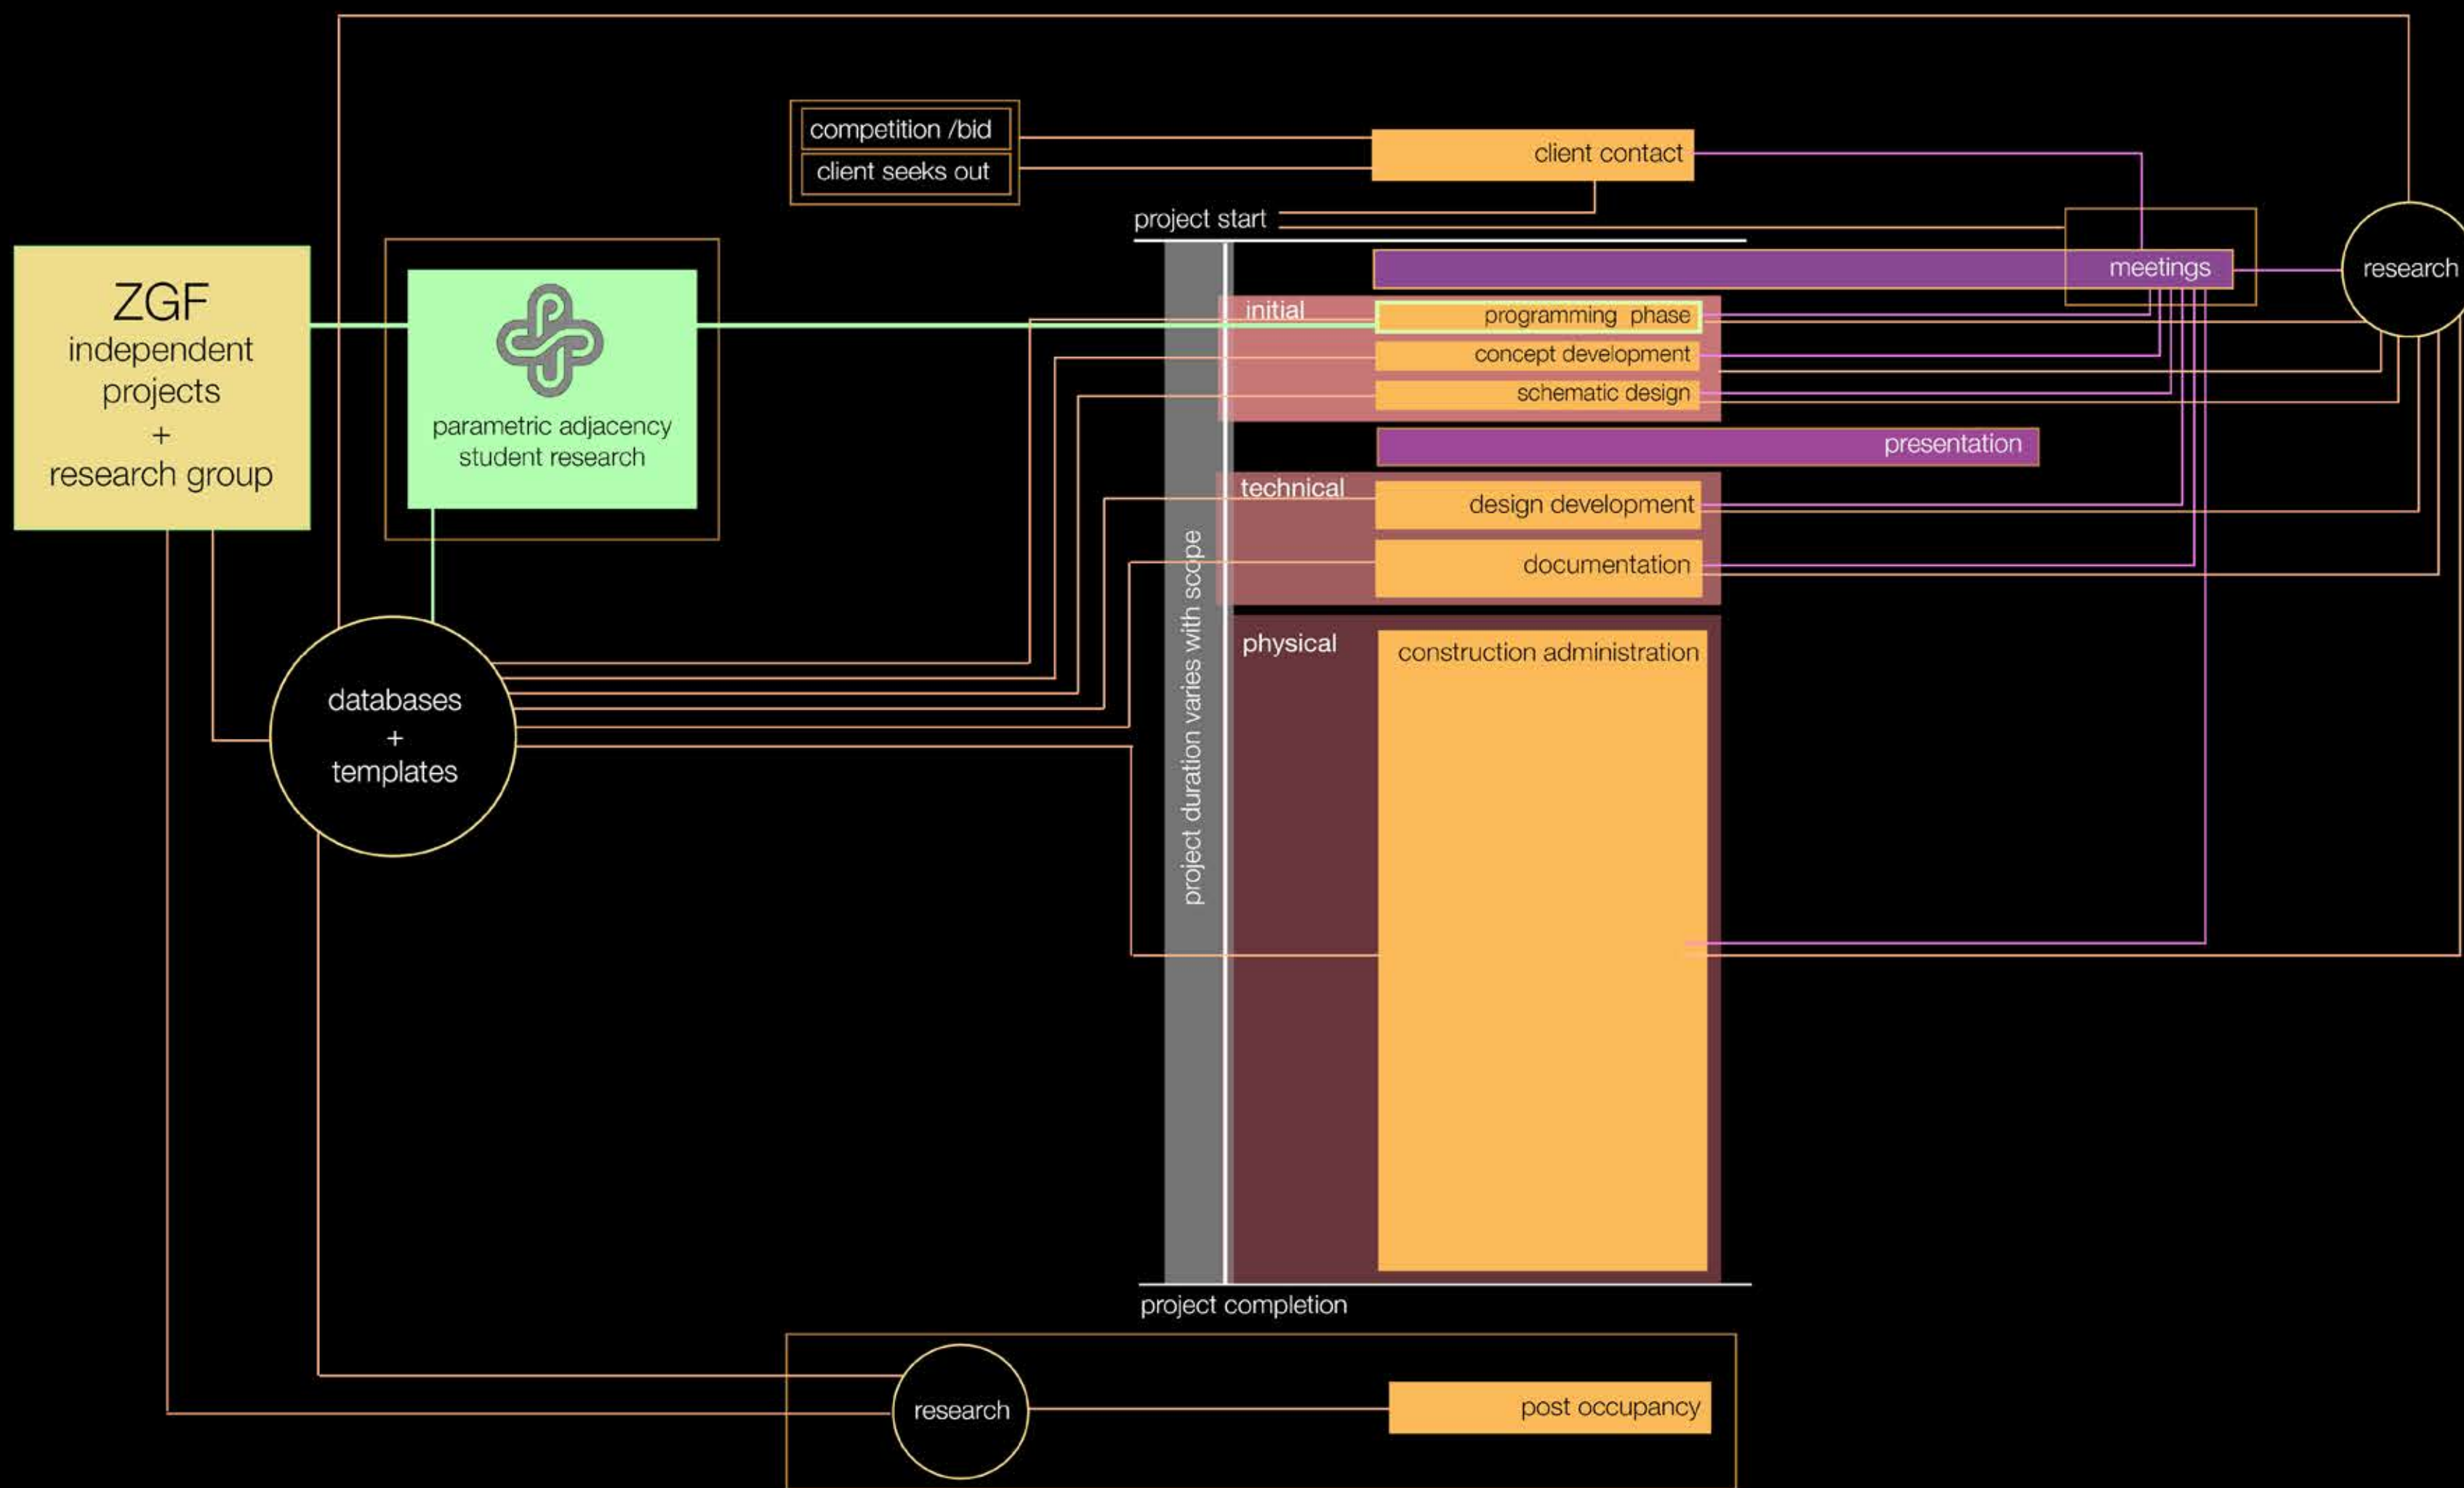 competition /bid
client seeks out
client contact
project start
ZGF
independent
projects
+
research group
parametric adjacency
student research
meetings
research
initial
programming phase
concept development
schematic design
presentation
technical
design development
documentation
project duration varies with scope
physical
construction administration
databases
+
templates
project completion
research
post occupancy